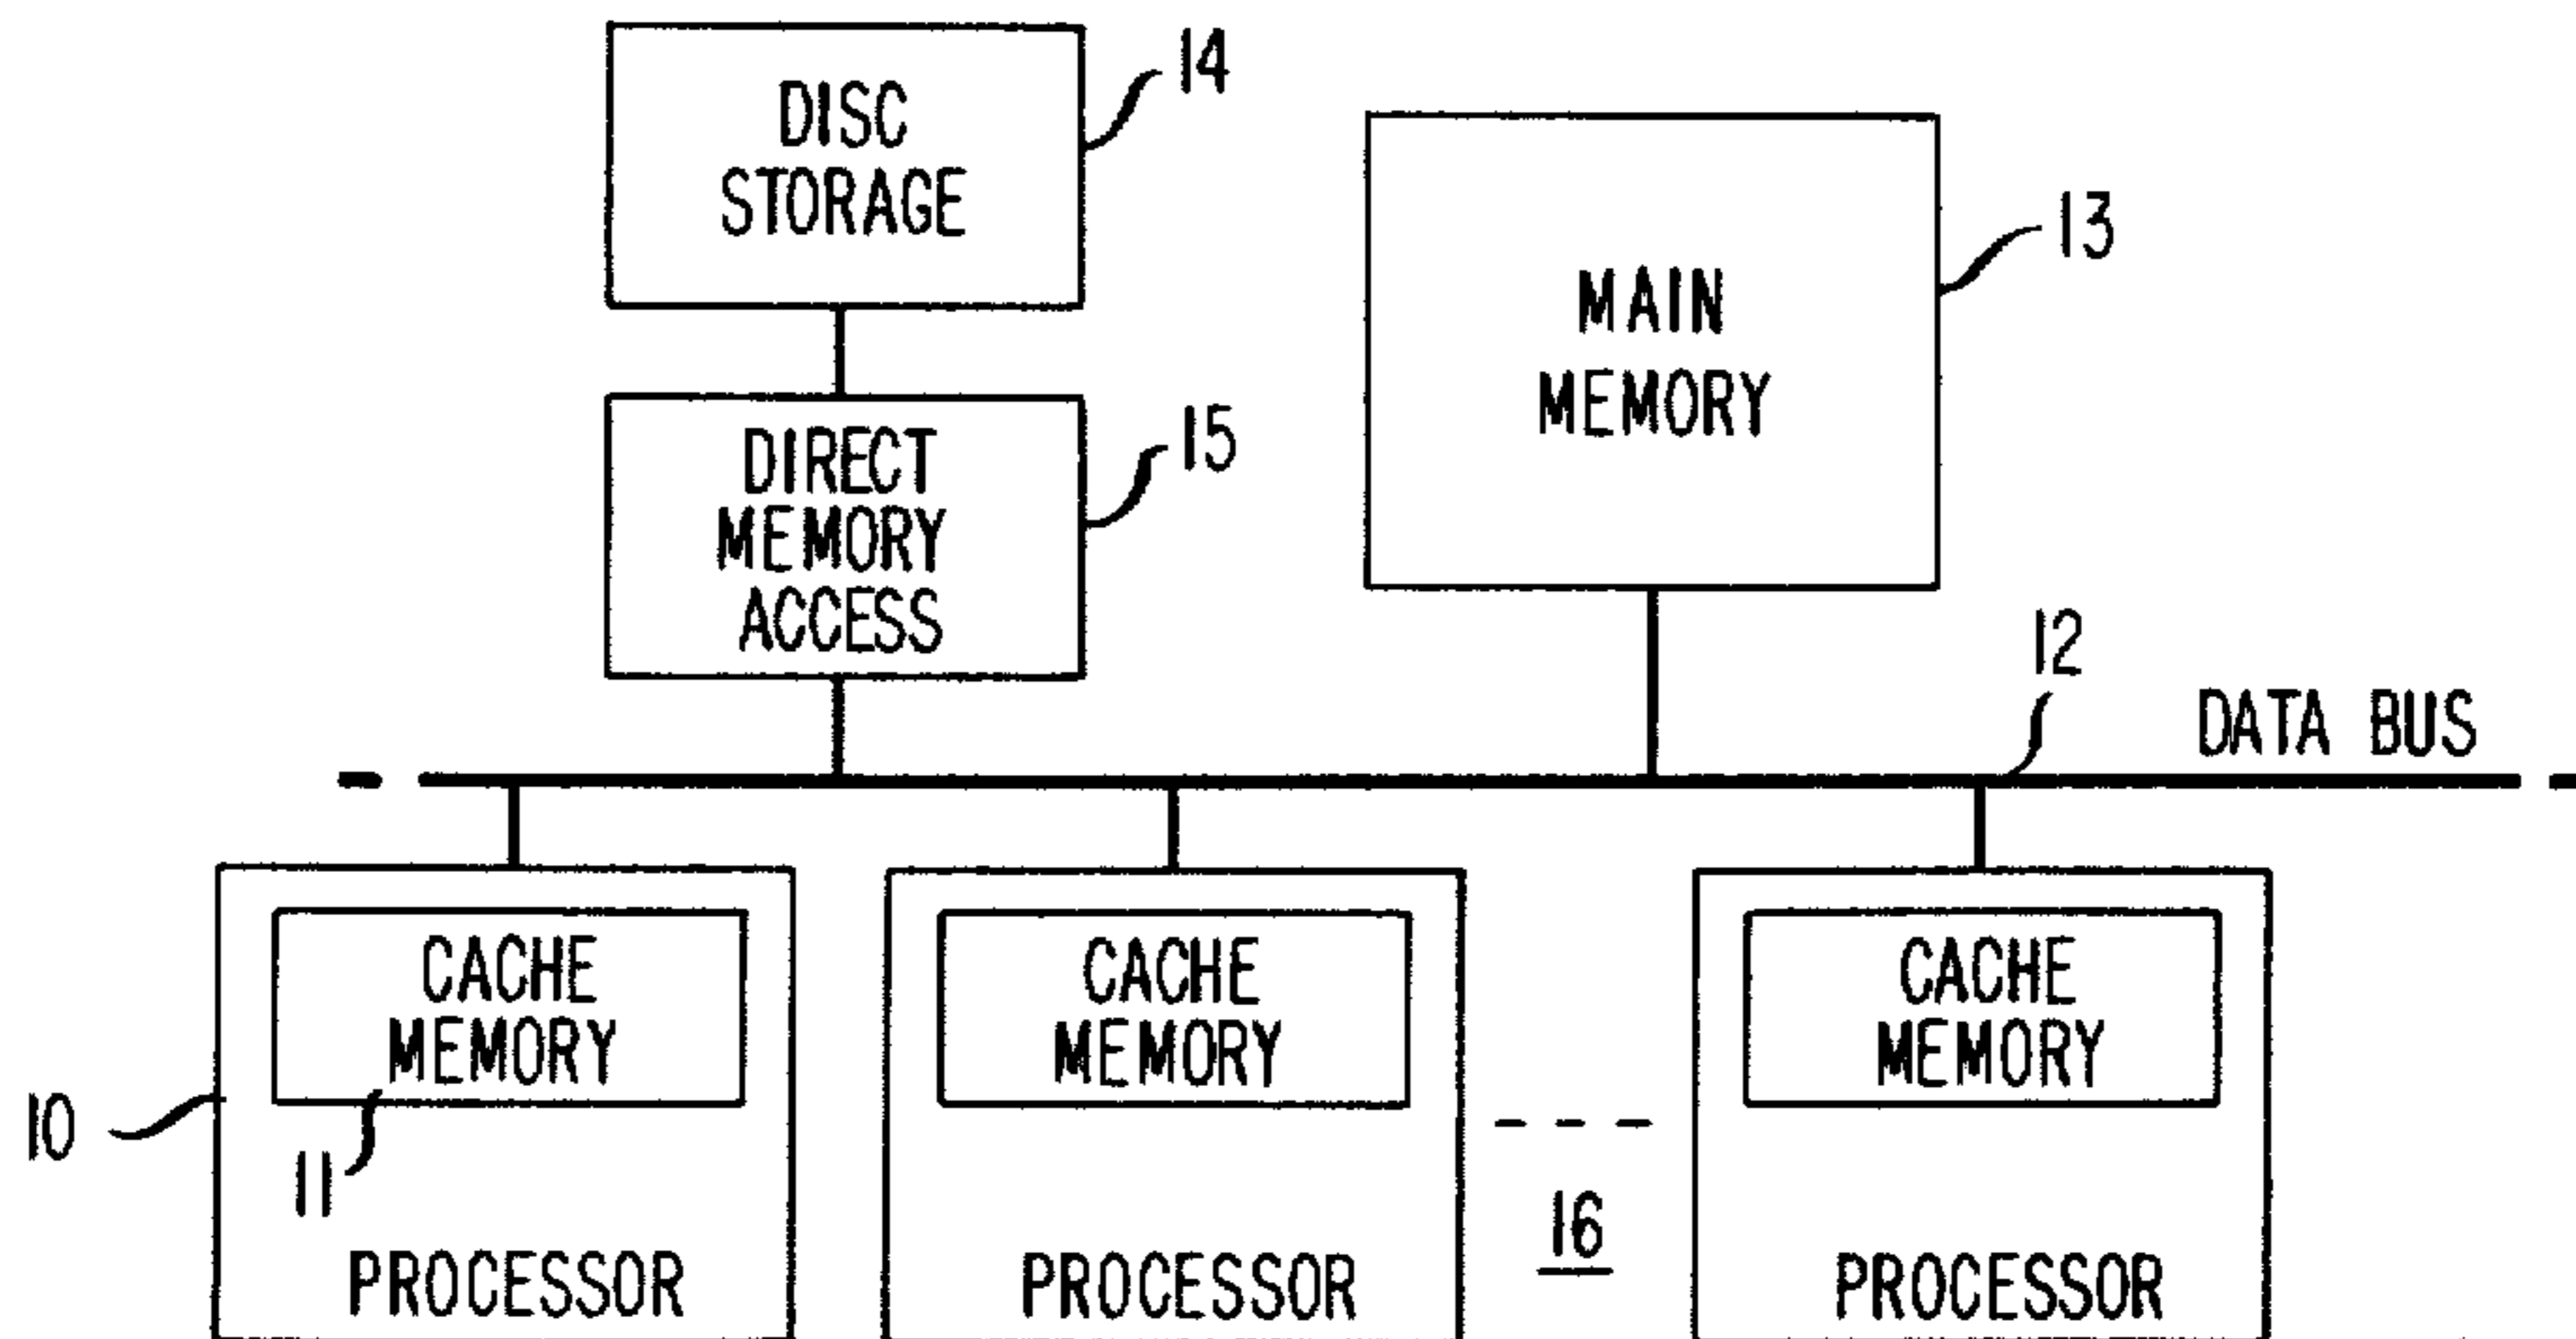 DISC
STORAGE
14
MAIN
MEMORY
13
DIRECT
MEMORY
ACCESS
15
12
DATA BUS
CACHE
MEMORY
10
11
PROCESSOR
CACHE
MEMORY
PROCESSOR
16
CACHE
MEMORY
PROCESSOR